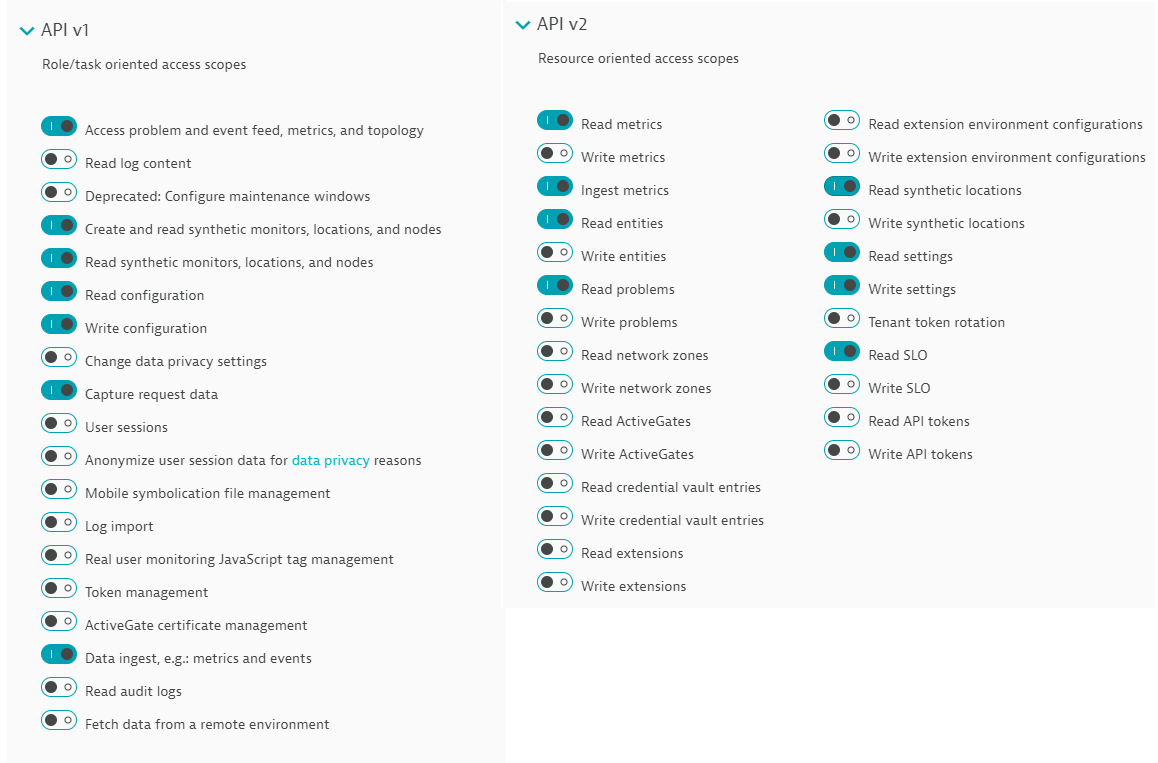 API v1
Role/task oriented access scopes
Access problem and event feed, metrics, and topology
Read log content
Deprecated: Configure maintenance windows
Create and read synthetic monitors, locations, and nodes
Read synthetic monitors, locations, and nodes
Read configuration
Write configuration
Change data privacy settings
Capture request data
User sessions
Anonymize user session data for data privacy reasons
Mobile symbolication file management
Log import
Real user monitoring JavaScript tag management
Token management
ActiveGate certificate management
Data ingest, e.g.: metrics and events
Read audit logs
Fetch data from a remote environment
API v2
Resource oriented access scopes
Read metrics
Write metrics
Ingest metrics
Read entities
Write entities
Read problems
Write problems
Read network zones
Write network zones
Read ActiveGates
Write ActiveGates
Read credential vault entries
Write credential vault entries
Read extensions
Write extensions
Read extension environment configurations
Write extension environment configurations
Read synthetic locations
Write synthetic locations
Read settings
Write settings
Tenant token rotation
Read SLO
Write SLO
Read API tokens
Write API tokens